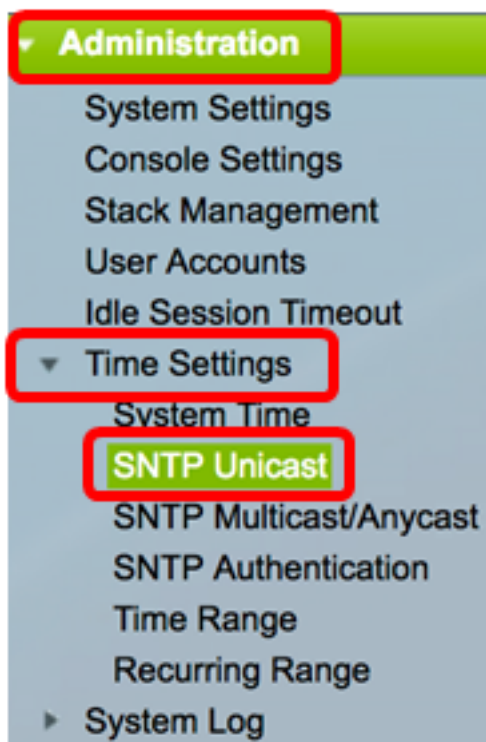 Administration
System Settings
Console Settings
Stack Management
User Accounts
Idle Session Timeout
Time Settings
System Time
SNTP Unicast
SNTP Multicast/Anycast
SNTP Authentication
Time Range
Recurring Range
System Log